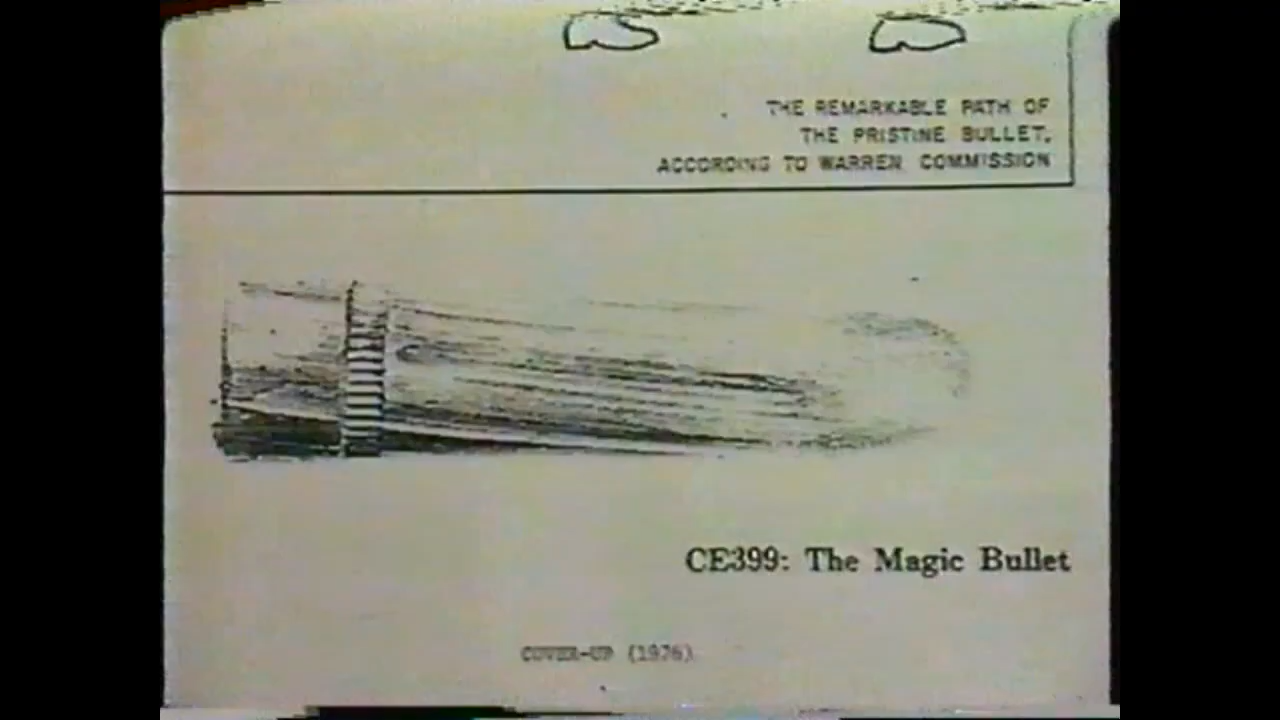 THE REMARKABLE PATH OF
THE PRISTINE BULLET,
ACCORDING TO WARREN COMMISSION
CE399: The Magic Bullet
COVER-UP (1976)